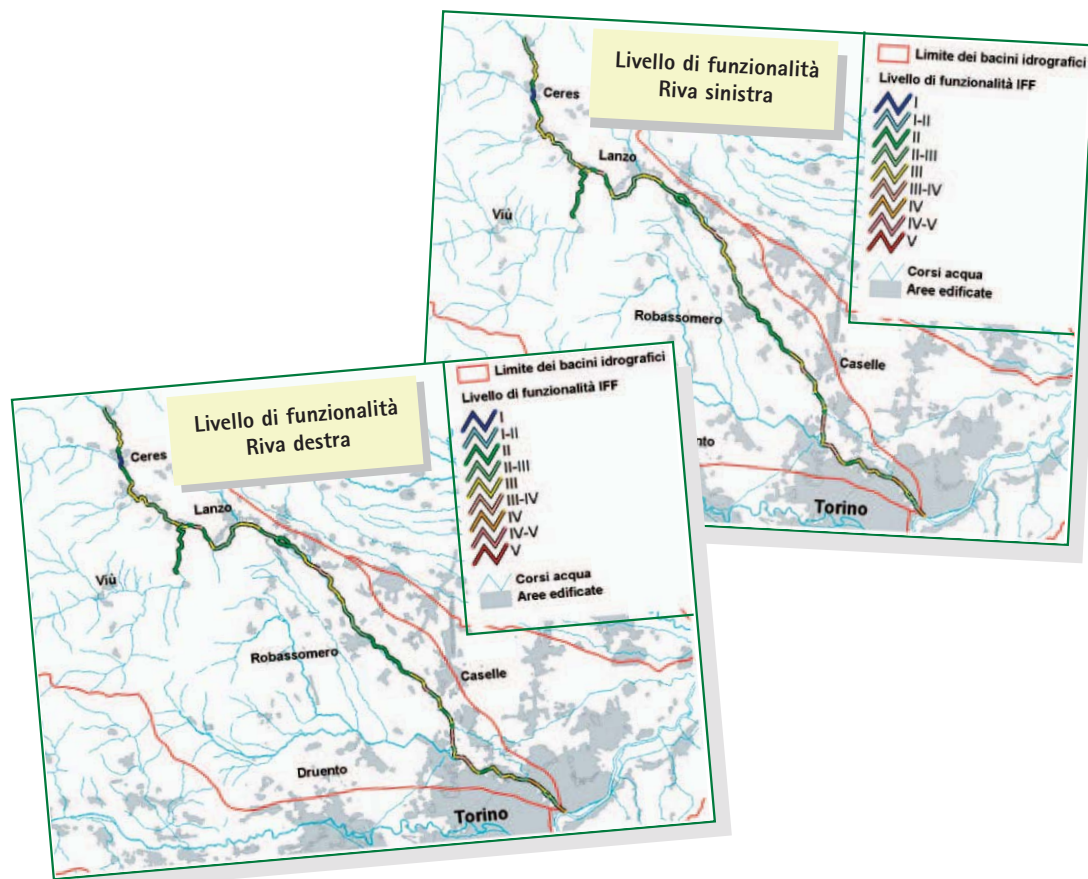 Livello di funzionalità
Riva sinistra
Limite dei bacini idrografici
Livello di funzionalità IFF
I
I-II
II
II-III
III
III-IV
IV
IV-V
V
Corsi acqua
Aree edificate
Ceres
Lanzo
Viù
Robassomero
Caselle
Torino
Livello di funzionalità
Riva destra
Limite dei bacini idrografici
Livello di funzionalità IFF
I
I-II
II
II-III
III
III-IV
IV
IV-V
V
Corsi acqua
Aree edificate
Ceres
Lanzo
Viù
Robassomero
Caselle
Druento
Torino